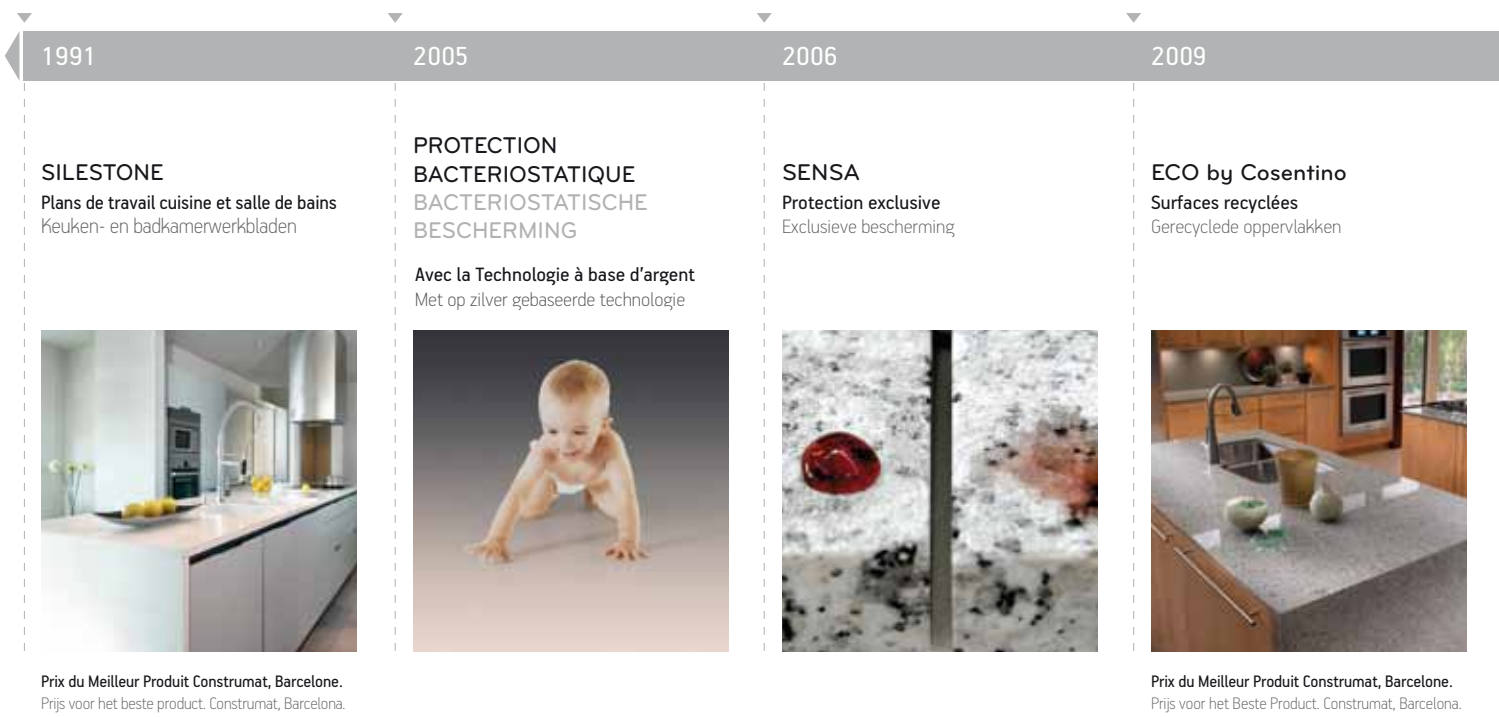 1991
SILESTONE
Plans de travail cuisine et salle de bains
Keuken- en badkamerwerkbladen
Prix du Meilleur Produit Construmat, Barcelone.
Prijs voor het beste product. Construmat, Barcelona.
2005
PROTECTION
BACTERIOSTATIQUE
BACTERIOSTATISCHE
BESCHERMING
Avec la Technologie à base d'argent
Met op zilver gebaseerde technologie
2006
SENSA
Protection exclusive
Exclusieve bescherming
2009
ECO by Cosentino
Surfaces recyclées
Gerecyclede oppervlakken
Prix du Meilleur Produit Construmat, Barcelone.
Prijs voor het Beste Product. Construmat, Barcelona.